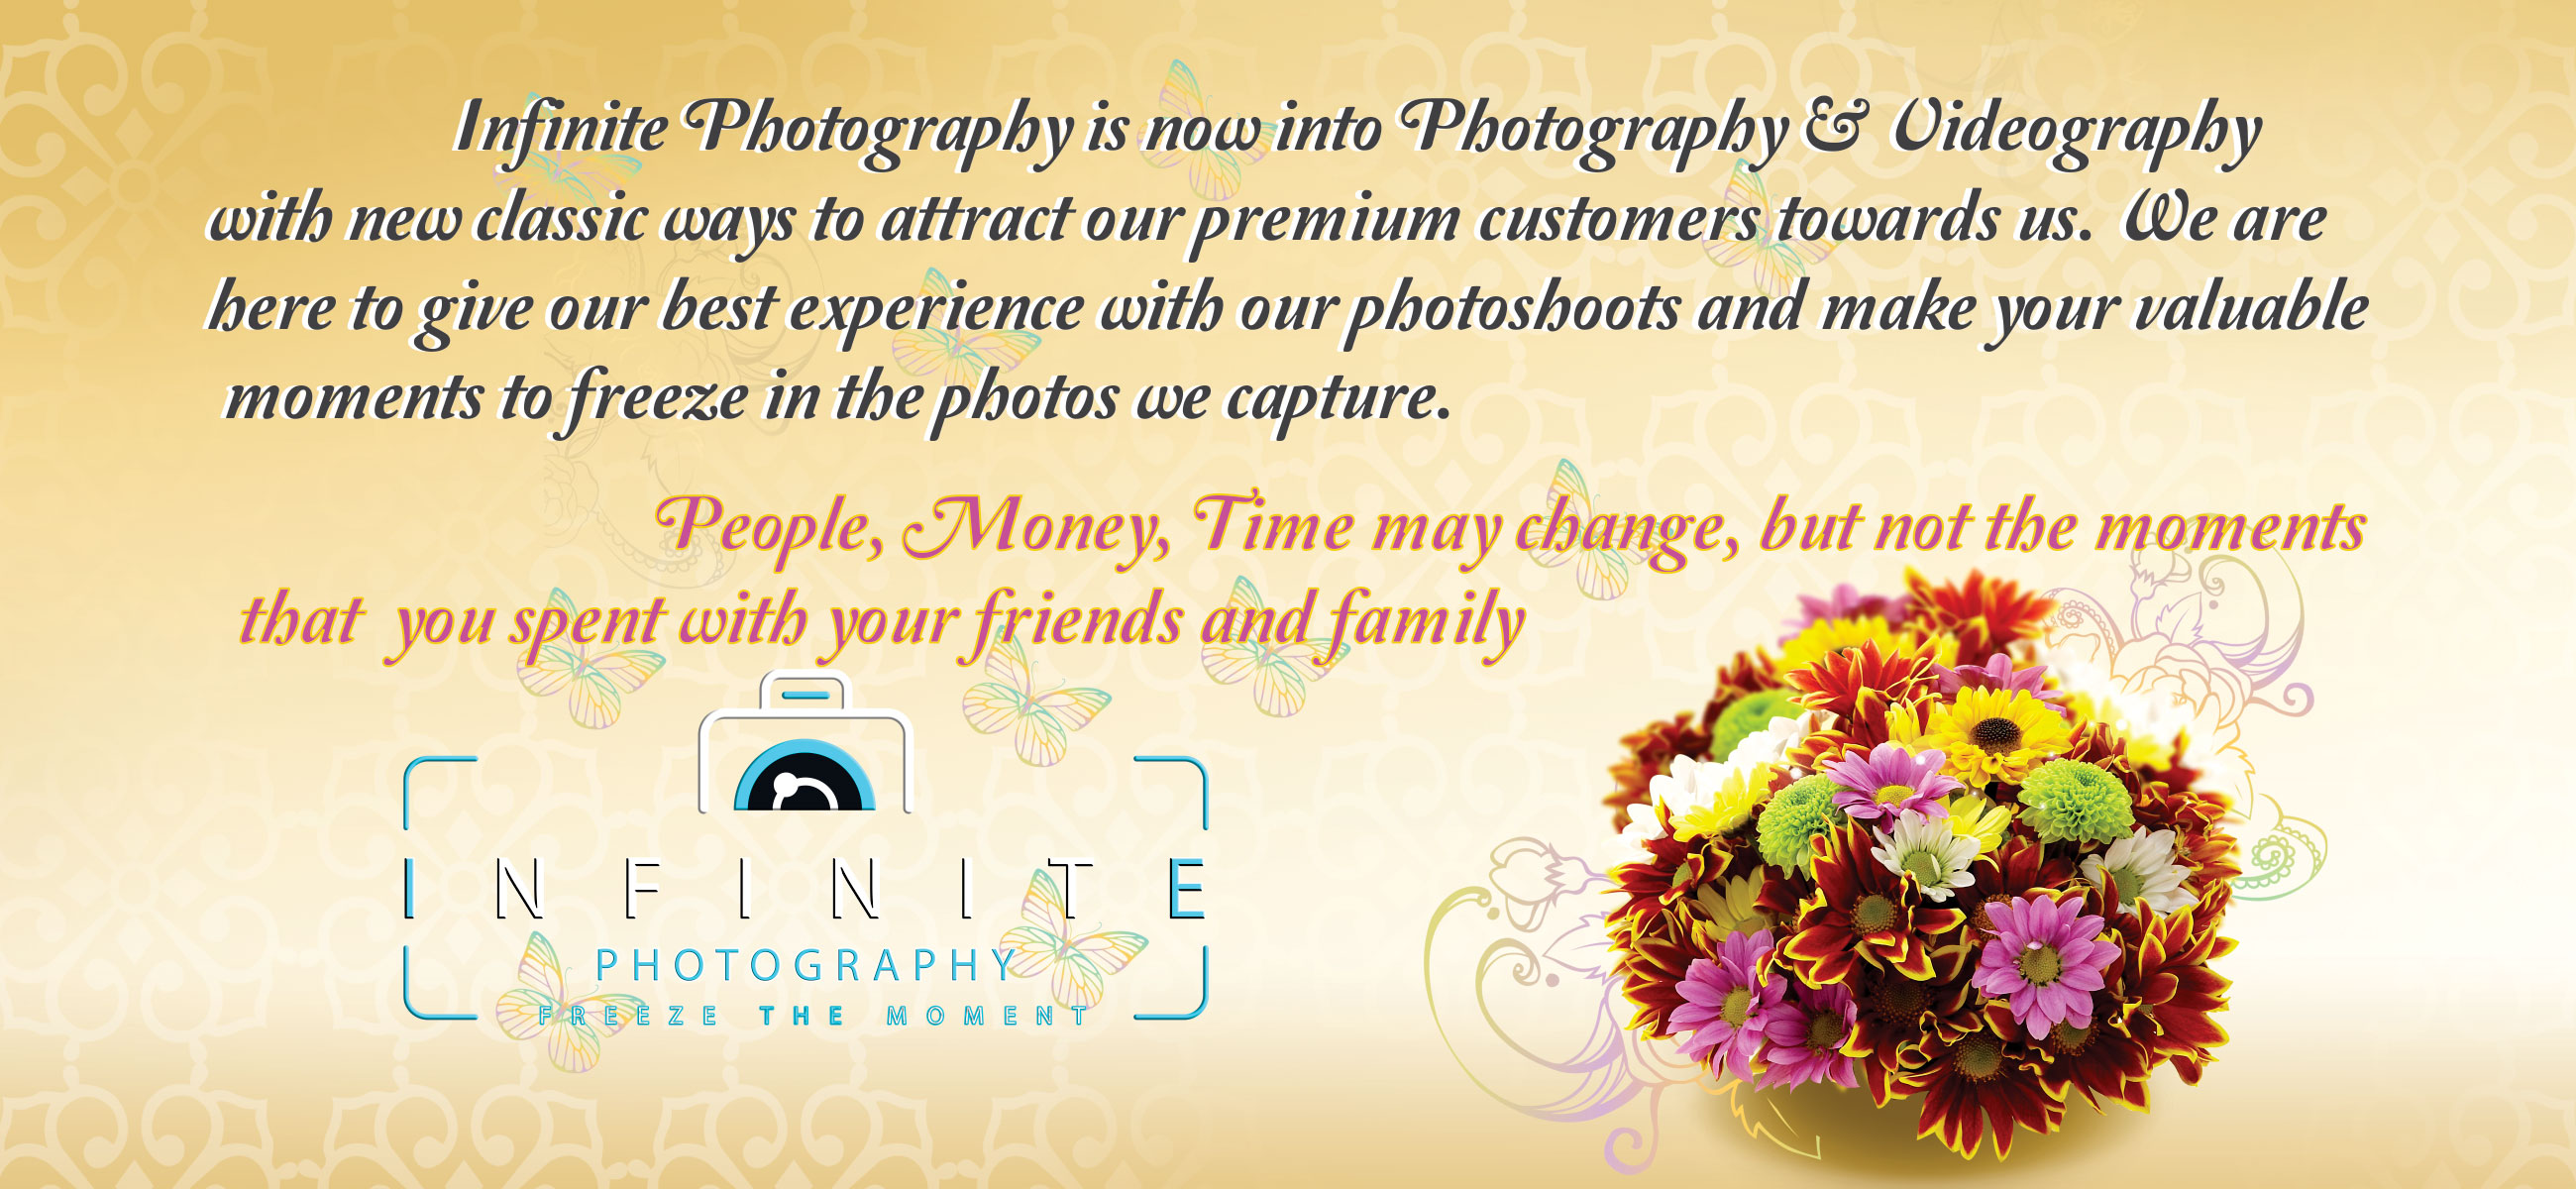 Infinite Photography is now into Photography & Videography
with new classic ways to attract our premium customers towards us. We are
here to give our best experience with our photoshoots and make your valuable
moments to freeze in the photos we capture.
People, Money, Time may change, but not the moments
that you spent with your friends and family
INFINITE
PHOTOGRAPHY
FREEZE THE MOMENT